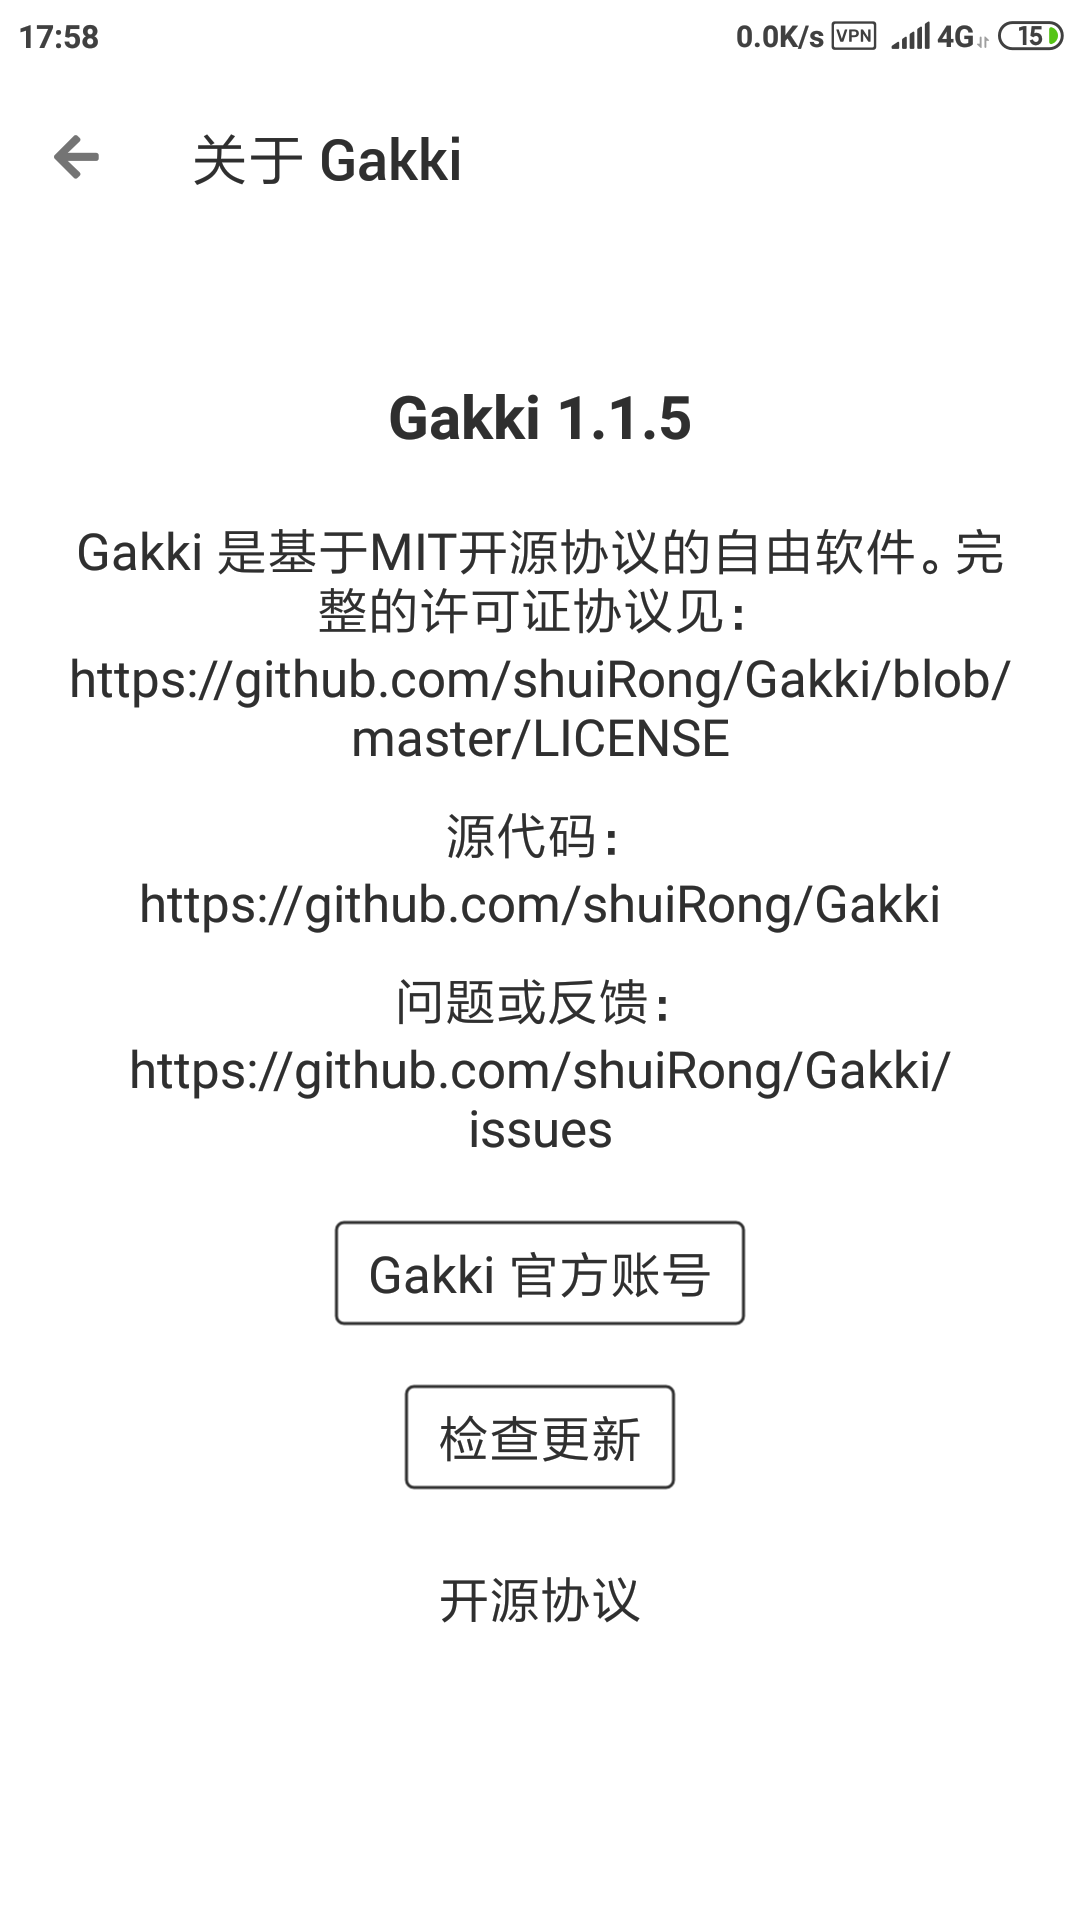 17:58 0.0K/s VPN 4G 15
关于 Gakki
Gakki 1.1.5
Gakki 是基于MIT开源协议的自由软件。完
整的许可证协议见：
https://github.com/shuiRong/Gakki/blob/
master/LICENSE
源代码：
https://github.com/shuiRong/Gakki
问题或反馈：
https://github.com/shuiRong/Gakki/
issues
Gakki 官方账号
检查更新
开源协议